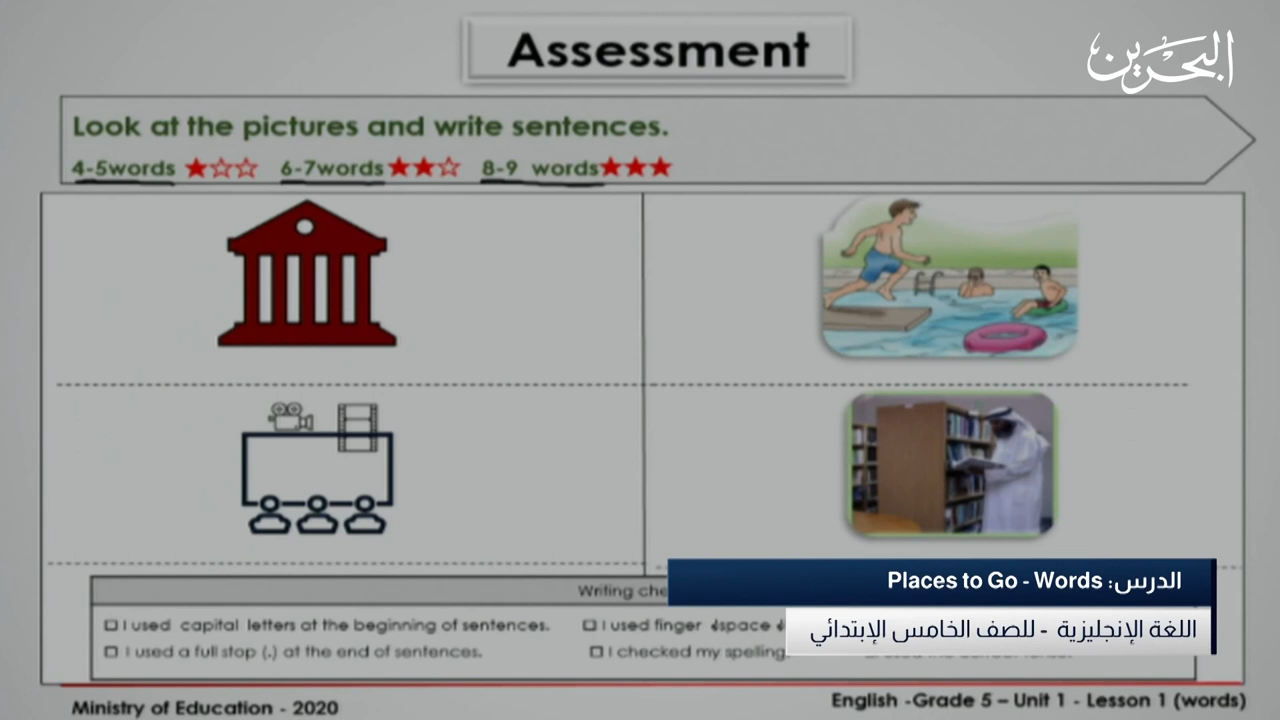 البحرين
Assessment
Look at the pictures and write sentences.
4-5words ★☆☆ 6-7words ★★☆ 8-9 words ★★★
Writing
☐ I used capital letters at the beginning of sentences. ☐ I used finger space
☐ I used a full stop (.) at the end of sentences. ☐ I checked my spelling
الدرس: Places to Go - Words
اللغة الإنجليزية - للصف الخامس الإبتدائي
Ministry of Education - 2020
English -Grade 5 – Unit 1 - Lesson 1 (words)